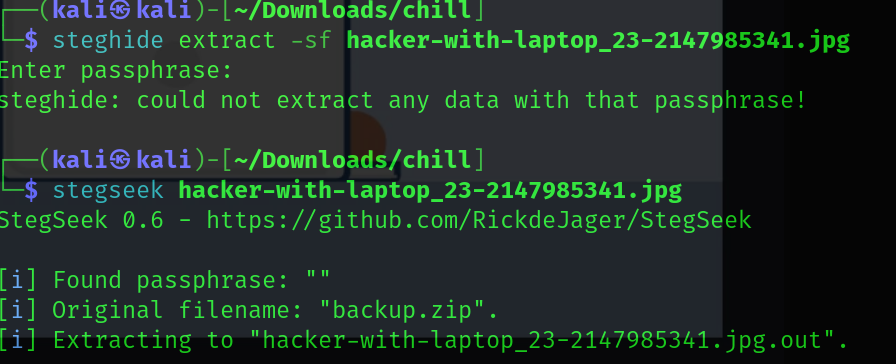 ┌──(kali㉿kali)-[~/Downloads/chill]
└─$ steghide extract -sf hacker-with-laptop_23-2147985341.jpg
Enter passphrase:
steghide: could not extract any data with that passphrase!
┌──(kali㉿kali)-[~/Downloads/chill]
└─$ stegseek hacker-with-laptop_23-2147985341.jpg
StegSeek 0.6 - https://github.com/RickdeJager/StegSeek
[i] Found passphrase: ""
[i] Original filename: "backup.zip".
[i] Extracting to "hacker-with-laptop_23-2147985341.jpg.out".